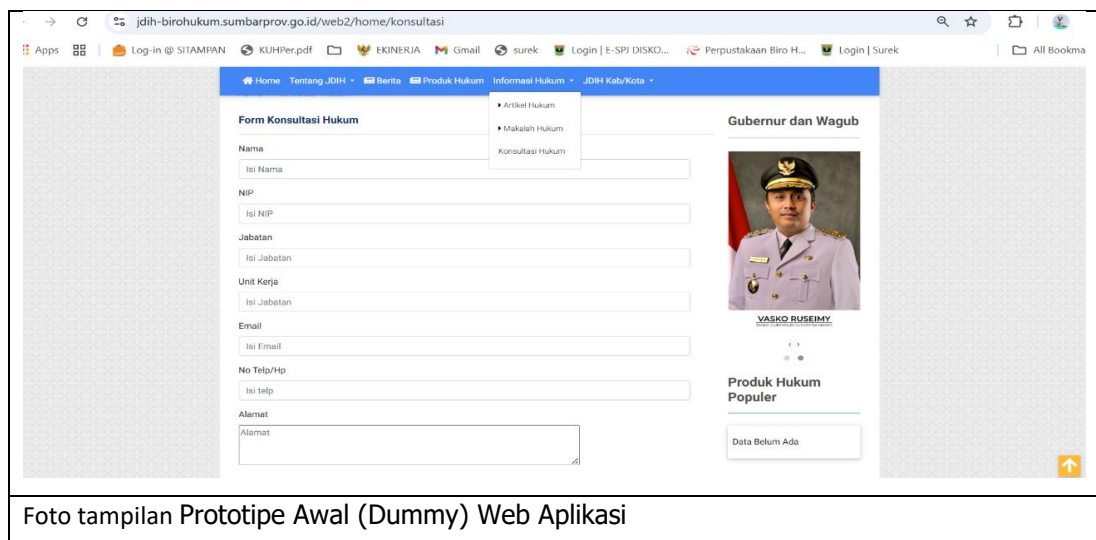 jdih-birohukum.sumbarprov.go.id/web2/home/konsultasi
Apps Log-in @ SITAMPAN KUHPer.pdf EKINERJA Gmail surek Login | E-SPJ DISKO... Perpustakaan Biro H... Login | Surek All Bookma
Home Tentang JDIH Berita Produk Hukum Informasi Hukum JDIH Kab/Kota
Artikel Hukum
Makalah Hukum
Konsultasi Hukum
Form Konsultasi Hukum
Nama
Isi Nama
NIP
Isi NIP
Jabatan
Isi Jabatan
Unit Kerja
Isi Jabatan
Email
Isi Email
No Telp/Hp
Isi telp
Alamat
Alamat
Gubernur dan Wagub
VASKO RUSEIMY
Produk Hukum
Populer
Data Belum Ada
Foto tampilan Prototipe Awal (Dummy) Web Aplikasi